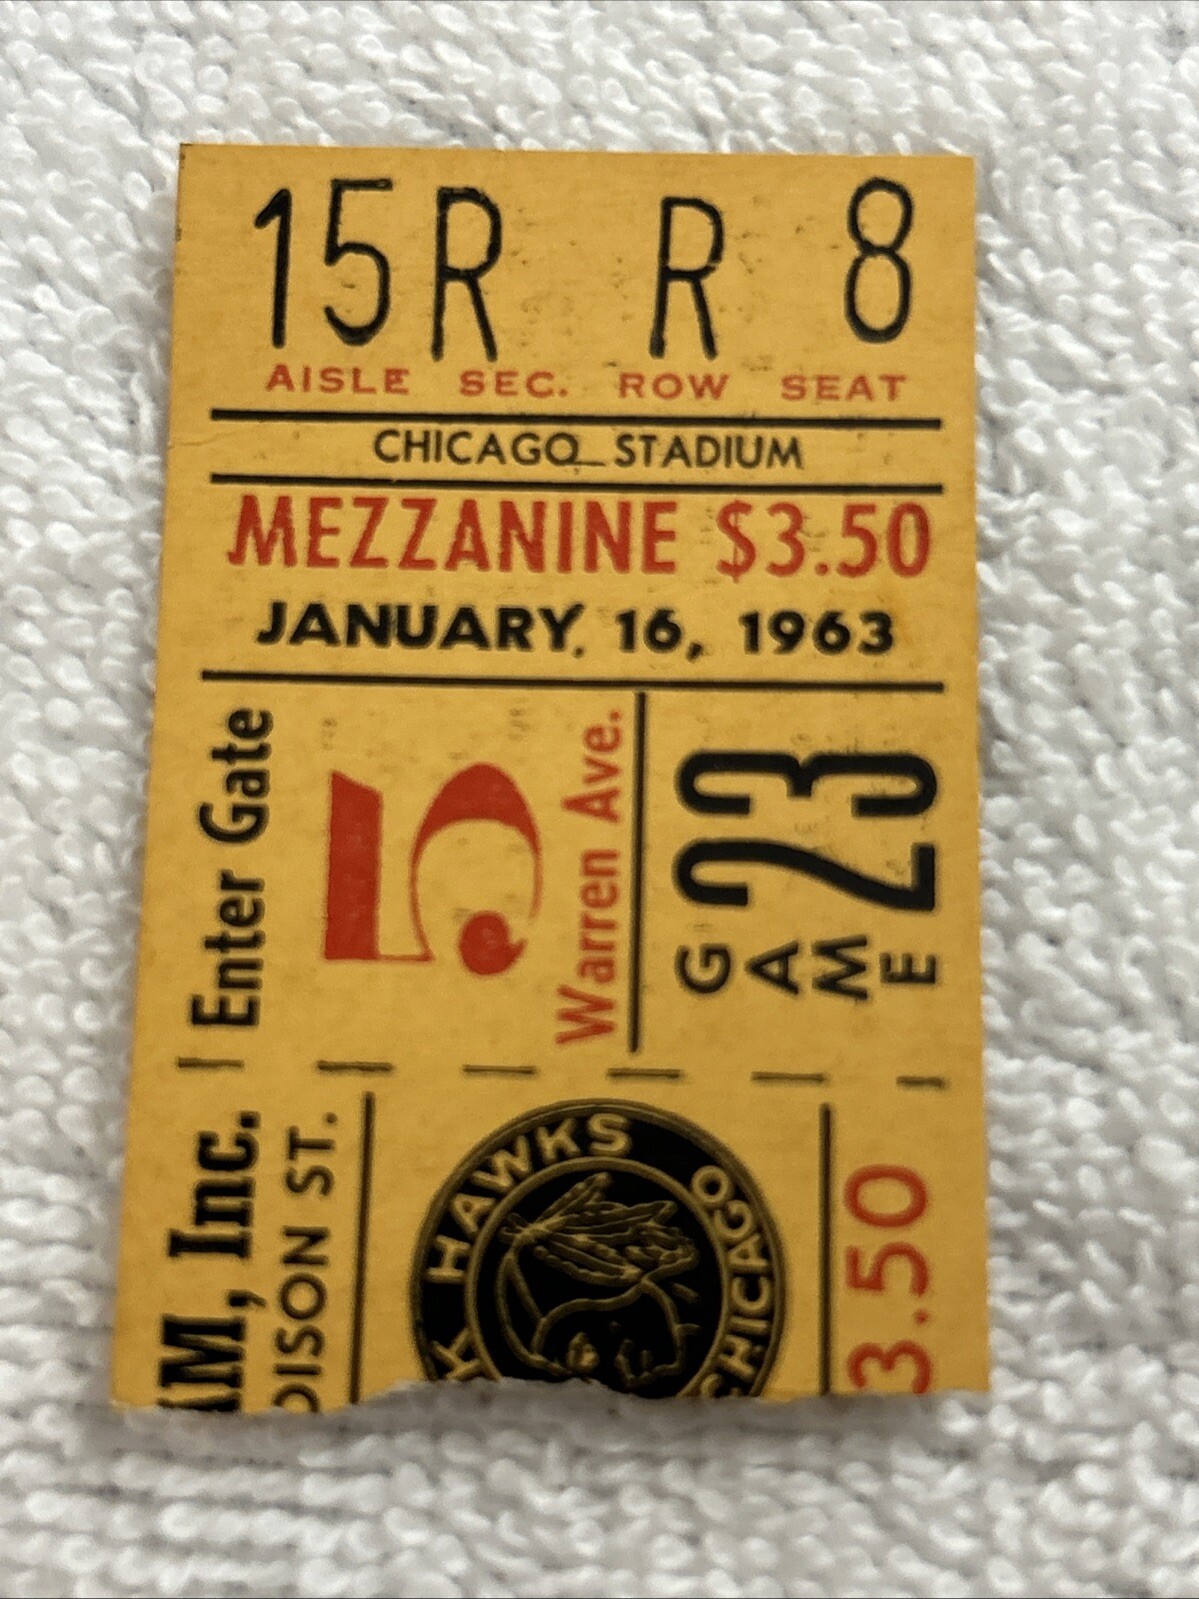 15R R 8
AISLE SEC. ROW SEAT
CHICAGO STADIUM
MEZZANINE $3.50
JANUARY, 16, 1963
Enter Gate
5
Warren Ave.
GAME 23
AM, Inc.
DISON ST.
K HAWKS
CHICAGO
3.50